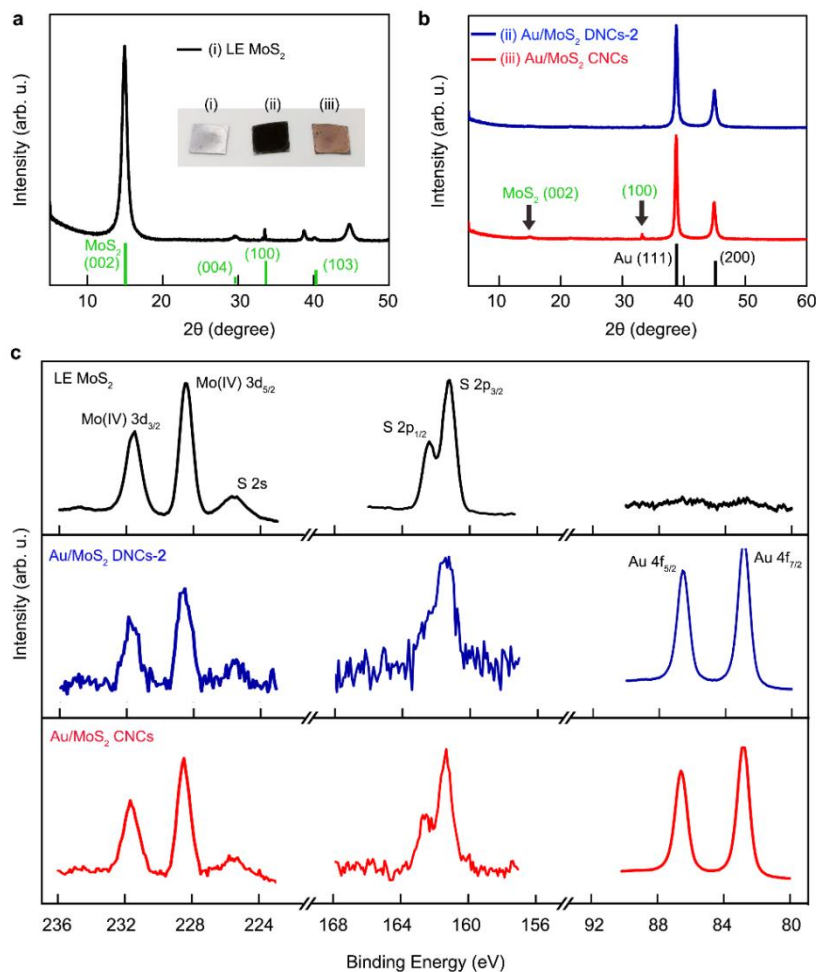 a
(i) LE MoS₂
(i) (ii) (iii)
Intensity (arb. u.)
MoS₂
(002)
(004)
(100)
(103)
10 20 30 40 50
2θ (degree)
b
(ii) Au/MoS₂ DNCs-2
(iii) Au/MoS₂ CNCs
Intensity (arb. u.)
MoS₂ (002)
(100)
Au (111)
(200)
10 20 30 40 50 60
2θ (degree)
c
LE MoS₂
Mo(IV) 3d₃/₂
Mo(IV) 3d₅/₂
S 2s
S 2p₁/₂
S 2p₃/₂
Au/MoS₂ DNCs-2
Au 4f₅/₂
Au 4f₇/₂
Au/MoS₂ CNCs
Intensity (arb. u.)
236 232 228 224 168 164 160 156 92 88 84 80
Binding Energy (eV)